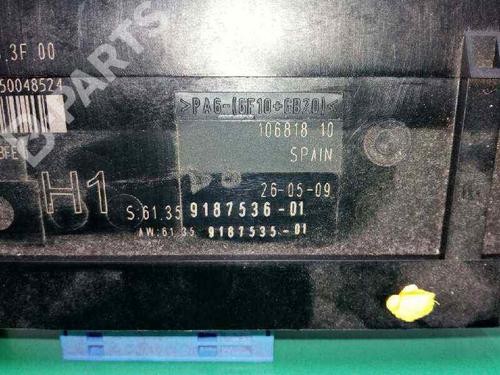 .3F 00
50048524
>PA6-(GF10+GB20)<
106818 10
SPAIN
H1
26-05-09
S:61.35 9187536-01
AW:61.35 9187535-01